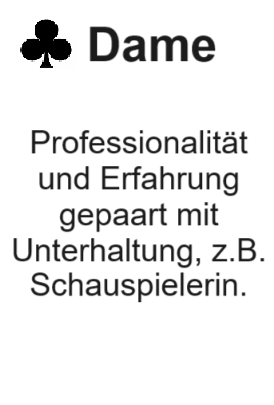 ♣ Dame
Professionalität
und Erfahrung
gepaart mit
Unterhaltung, z.B.
Schauspielerin.